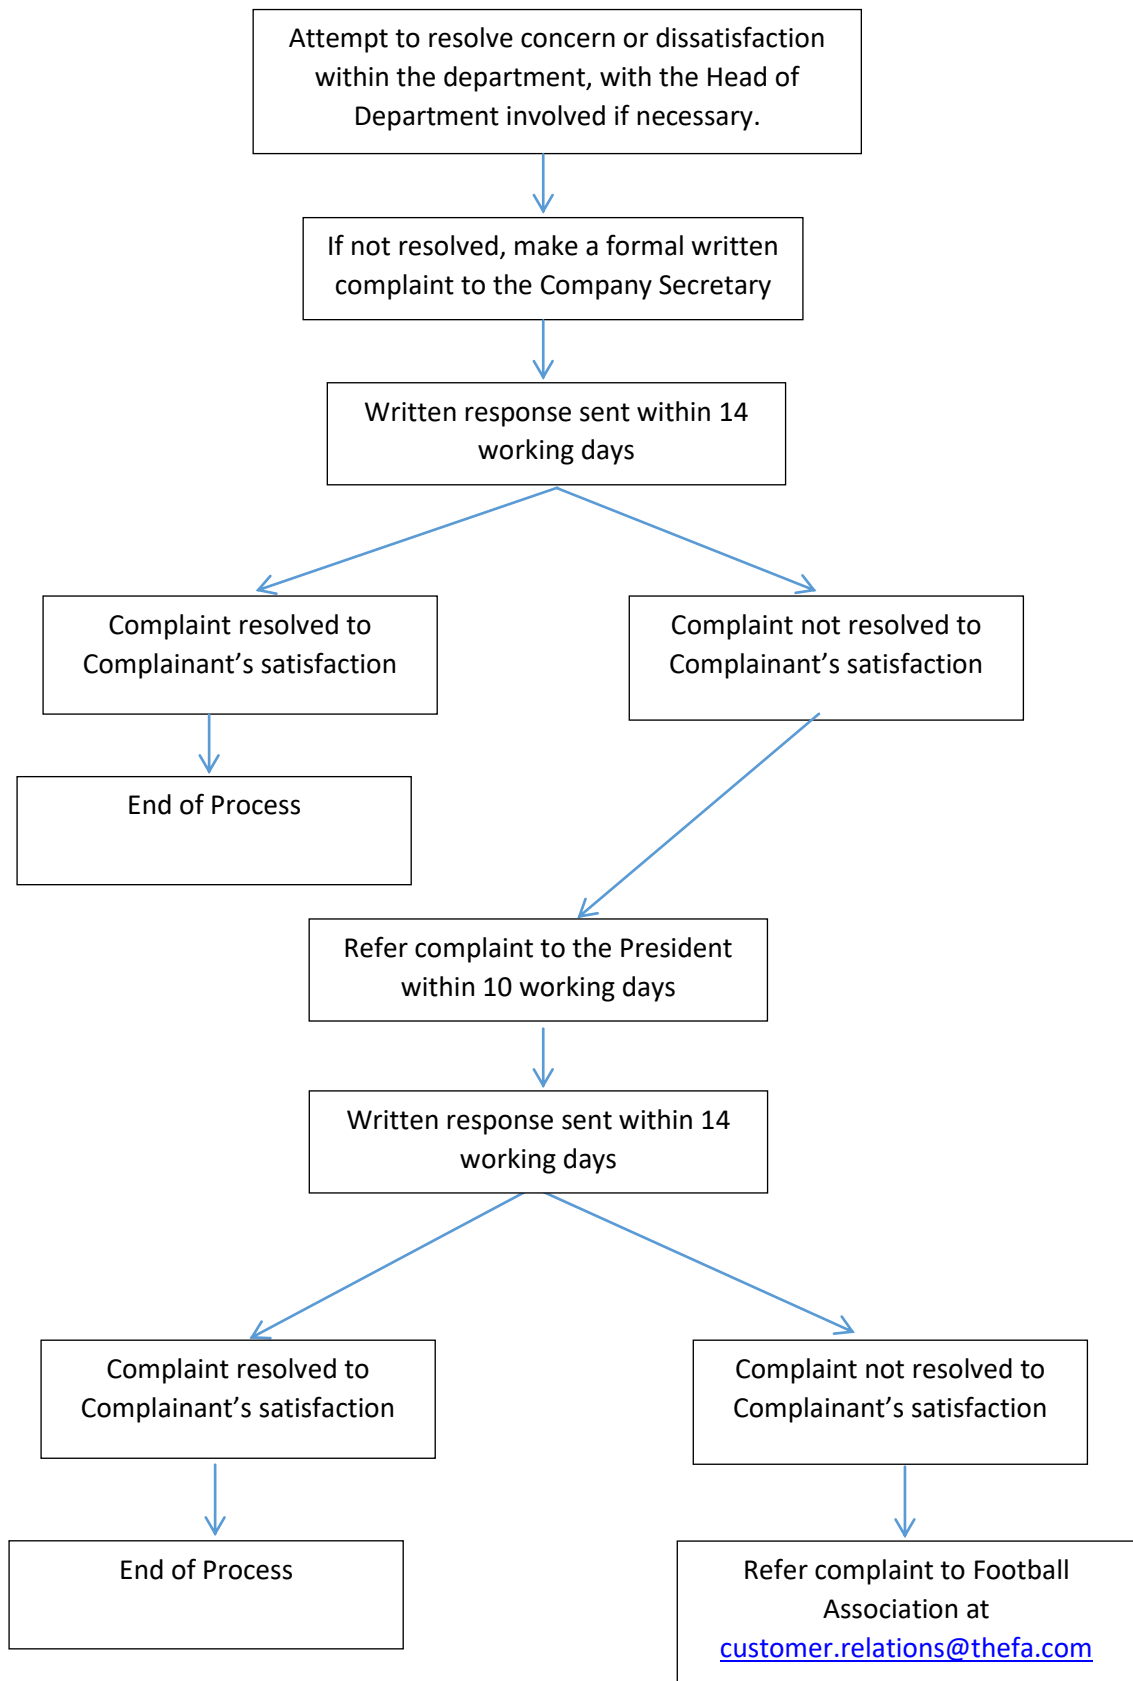 Attempt to resolve concern or dissatisfaction
within the department, with the Head of
Department involved if necessary.
If not resolved, make a formal written
complaint to the Company Secretary
Written response sent within 14
working days
Complaint resolved to
Complainant’s satisfaction
Complaint not resolved to
Complainant’s satisfaction
End of Process
Refer complaint to the President
within 10 working days
Written response sent within 14
working days
Complaint resolved to
Complainant’s satisfaction
Complaint not resolved to
Complainant’s satisfaction
End of Process
Refer complaint to Football
Association at
customer.relations@thefa.com